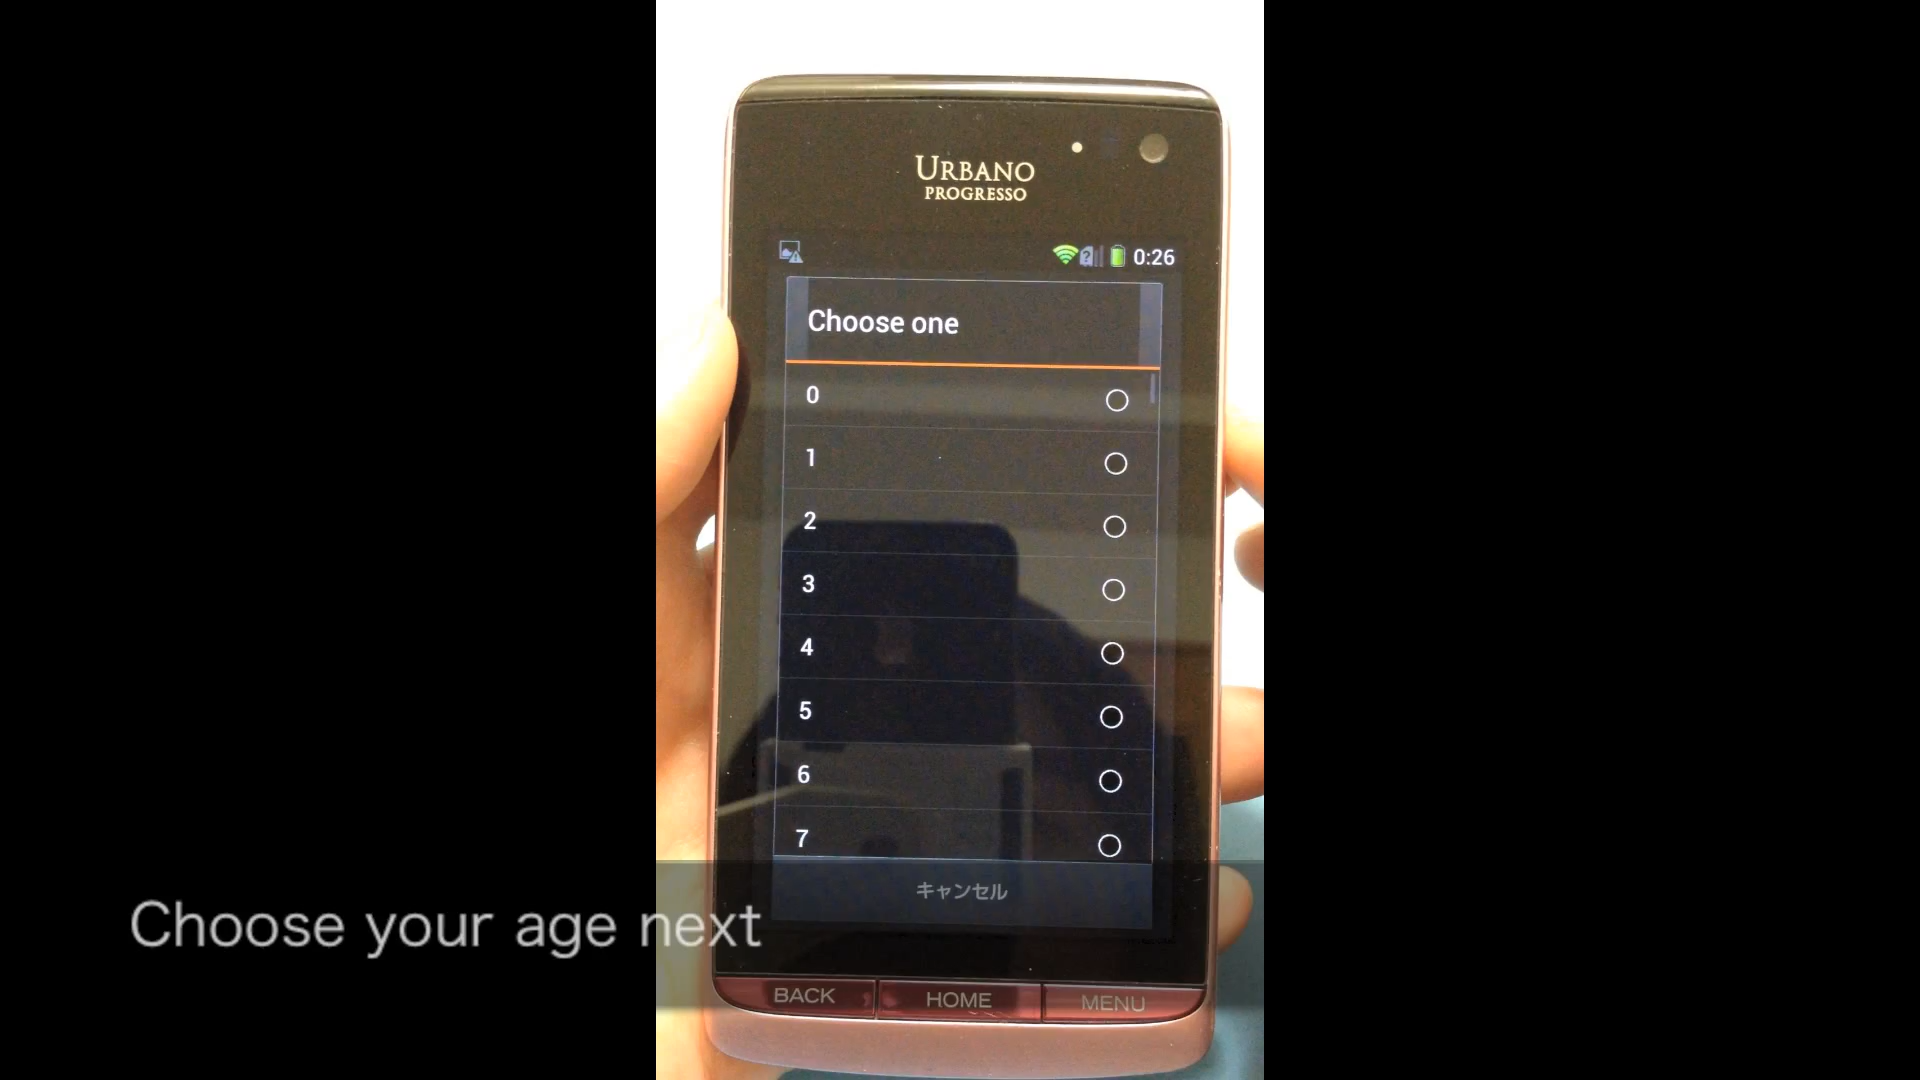 URBANO
PROGRESSO
0:26
Choose one
0
1
2
3
4
5
6
7
キャンセル
Choose your age next
BACK
HOME
MENU